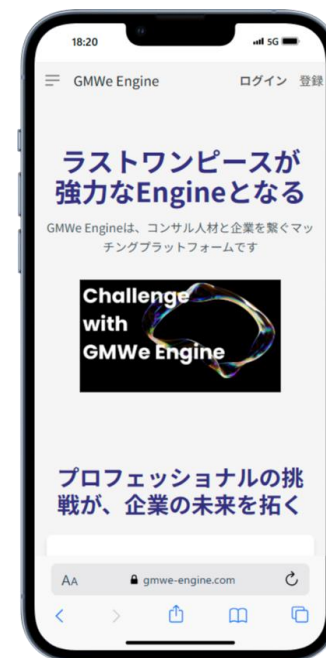 18:20
5G
GMWe Engine
ログイン
登録
ラストワンピースが
強力なEngineとなる
GMWe Engineは、コンサル人材と企業を繋ぐマッ
チングプラットフォームです
Challenge
with
GMWe Engine
プロフェッショナルの挑
戦が、企業の未来を拓く
AA
gmwe-engine.com